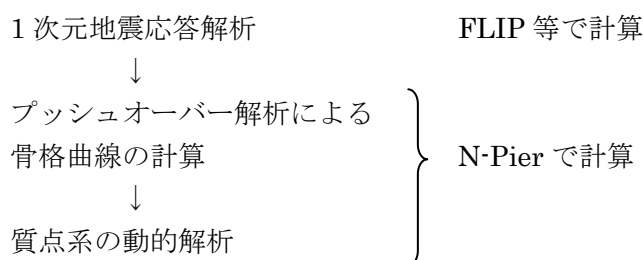 1 次元地震応答解析 FLIP 等で計算
↓
プッシュオーバー解析による
骨格曲線の計算 N-Pier で計算
↓
質点系の動的解析